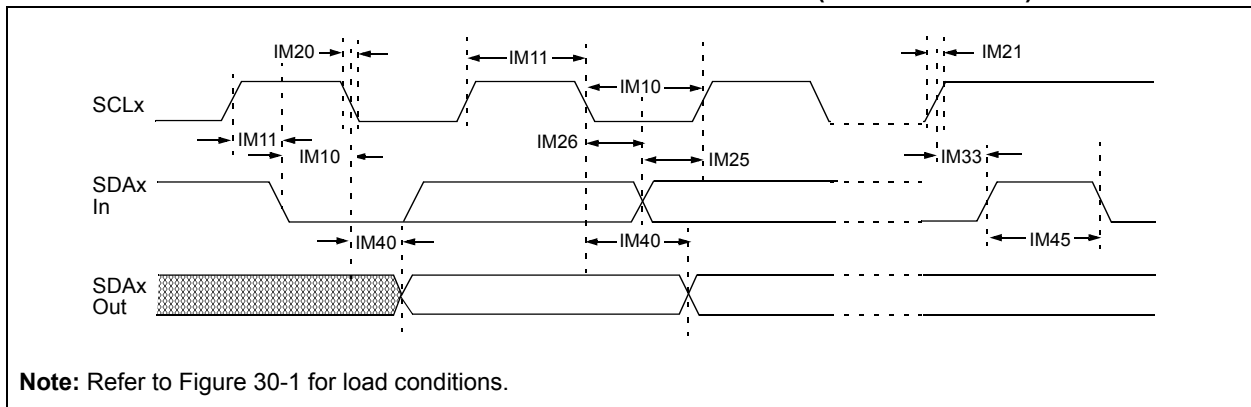 IM20
IM11
IM21
IM10
SCLx
IM11
IM26
IM10
IM25
IM33
SDAx
In
IM40
IM40
IM45
SDAx
Out
Note: Refer to Figure 30-1 for load conditions.